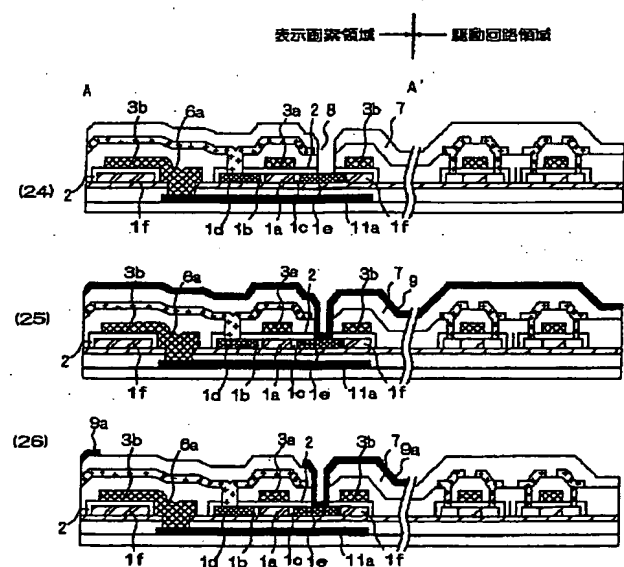 表示画素領域 駆動回路領域
A A'
3b 6a 3a 2 8 3b 7
(24)
2
1f 1d 1b 1a 1c 1e 11a 1f
3b 6a 3a 2 3b 7 9
(25)
2
1f 1d 1b 1a 1c 1e 11a 1f
9a 3b 6a 3a 2 3b 7 9a
(26)
2
1f 1d 1b 1a 1c 1e 11a 1f